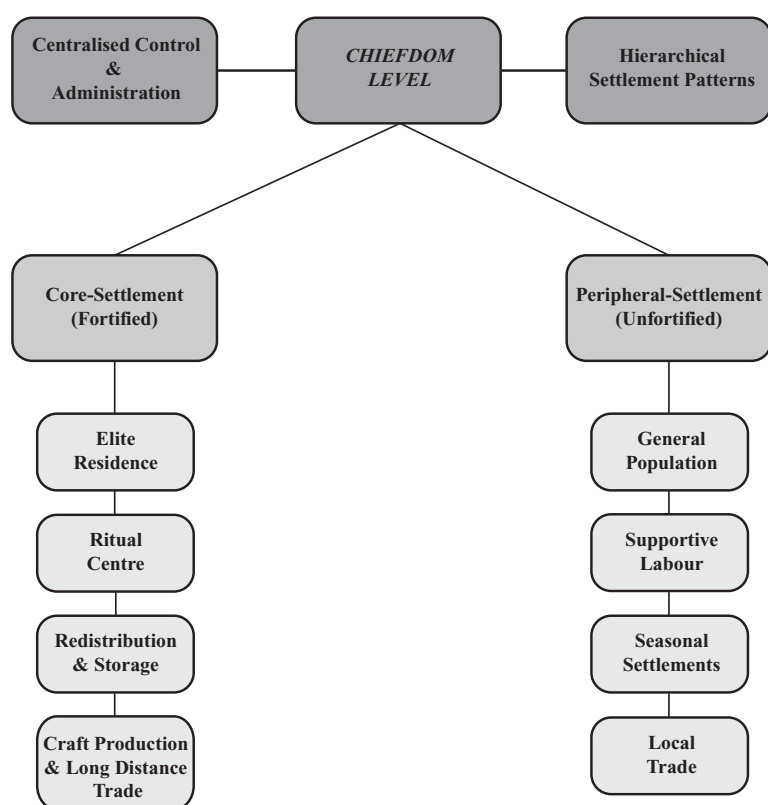 Centralised Control
&
Administration
CHIEFDOM
LEVEL
Hierarchical
Settlement Patterns
Core-Settlement
(Fortified)
Peripheral-Settlement
(Unfortified)
Elite
Residence
General
Population
Ritual
Centre
Supportive
Labour
Redistribution
& Storage
Seasonal
Settlements
Craft Production
& Long Distance
Trade
Local
Trade